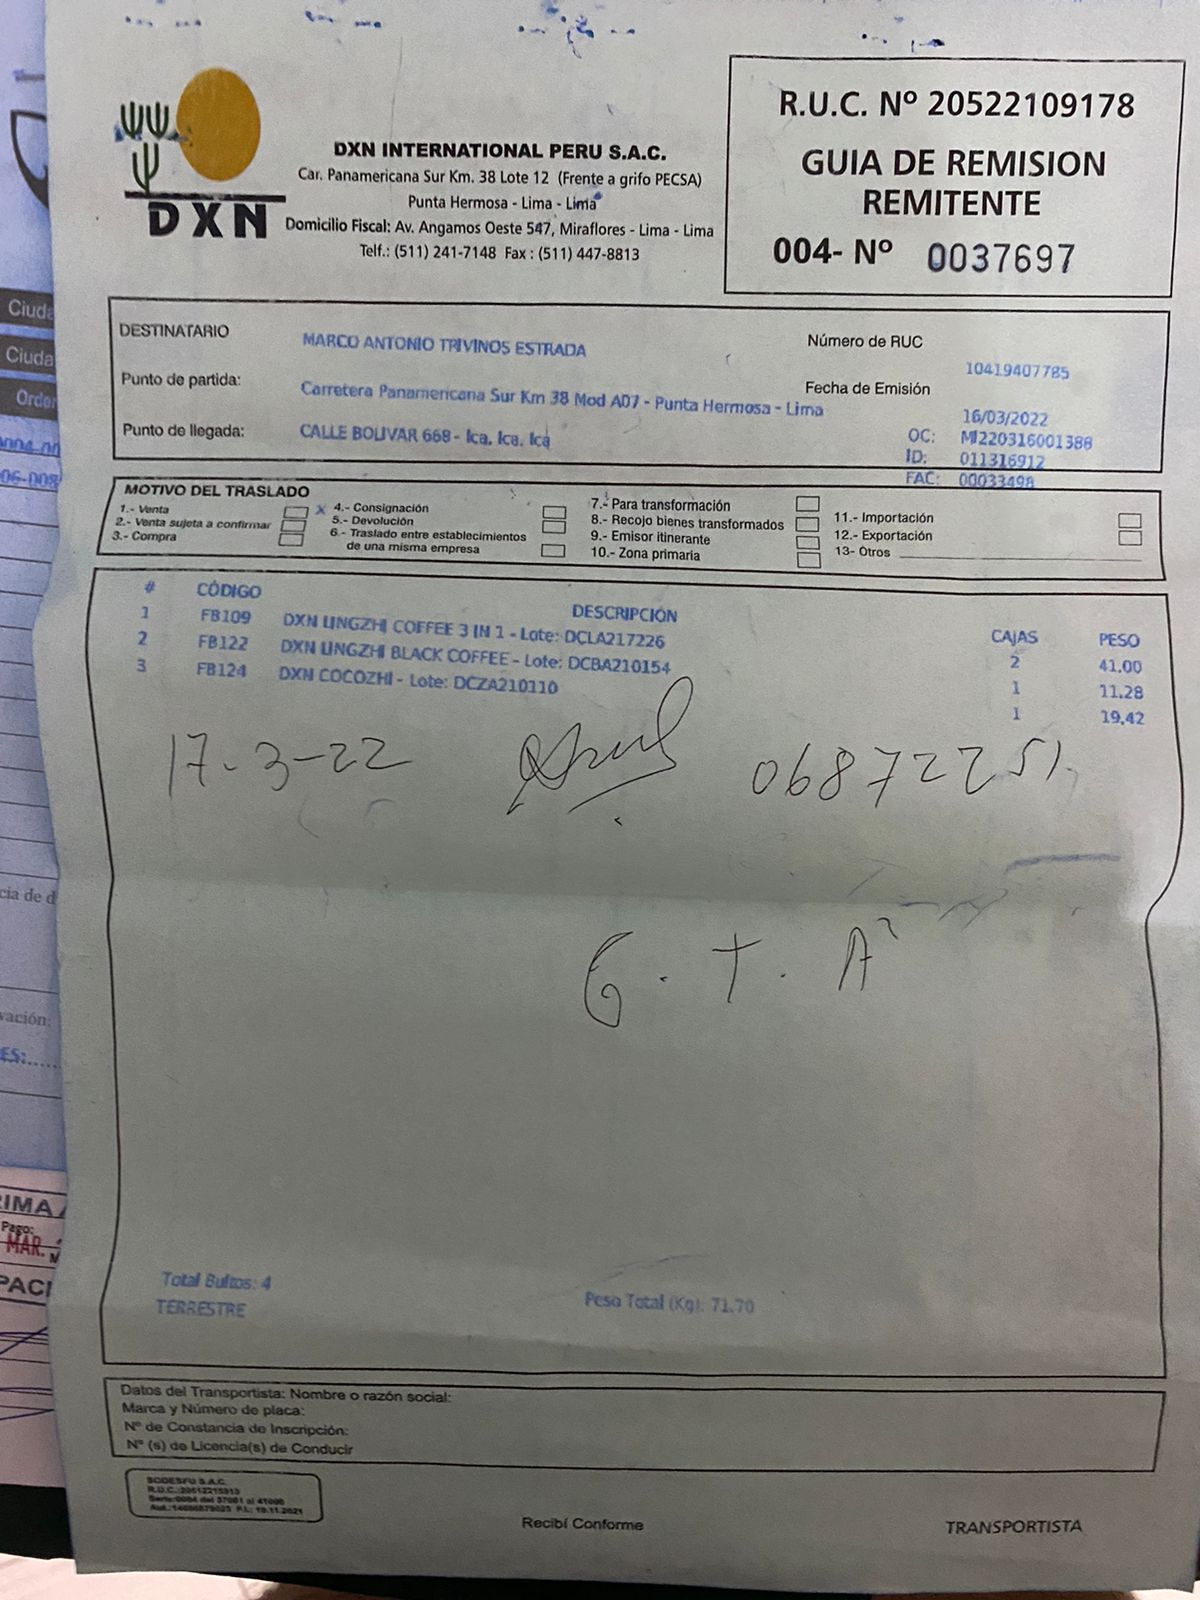 DXN
DXN INTERNATIONAL PERU S.A.C.
Car. Panamericana Sur Km. 38 Lote 12 (Frente a grifo PECSA)
Punta Hermosa - Lima - Lima
Domicilio Fiscal: Av. Angamos Oeste 547, Miraflores - Lima - Lima
Telf.: (511) 241-7148 Fax : (511) 447-8813
R.U.C. Nº 20522109178
GUIA DE REMISION
REMITENTE
004- Nº 0037697
DESTINATARIO MARCO ANTONIO TRIVINOS ESTRADA
Número de RUC 10419407785
Punto de partida: Carretera Panamericana Sur Km 38 Mod A07 - Punta Hermosa - Lima
Fecha de Emisión 16/03/2022
Punto de llegada: CALLE BOLIVAR 668 - Ica, Ica, Ica
OC: MI220316001388
ID: 011316912
FAC: 00033498
MOTIVO DEL TRASLADO
1.- Venta X
2.- Venta sujeta a confirmar
3.- Compra
4.- Consignación
5.- Devolución
6.- Traslado entre establecimientos
de una misma empresa
7.- Para transformación
8.- Recojo bienes transformados
9.- Emisor itinerante
10.- Zona primaria
11.- Importación
12.- Exportación
13- Otros
# CÓDIGO DESCRIPCIÓN CAJAS PESO
1 FB109 DXN LINGZHI COFFEE 3 IN 1 - Lote: DCLA217226 2 41.00
2 FB122 DXN LINGZHI BLACK COFFEE - Lote: DCBA210154 1 11.28
3 FB124 DXN COCOZHI - Lote: DCZA210110 1 19.42
17-3-22 06872251
G. T. A
Total Bultos: 4
TERRESTRE
Peso Total (Kg): 71.70
Datos del Transportista: Nombre o razón social:
Marca y Número de placa:
Nº de Constancia de Inscripción:
Nº (s) de Licencia(s) de Conducir
Recibí Conforme
TRANSPORTISTA
Ciuda
Ciuda
Order
cia de d
vación:
Pago:
MAR.